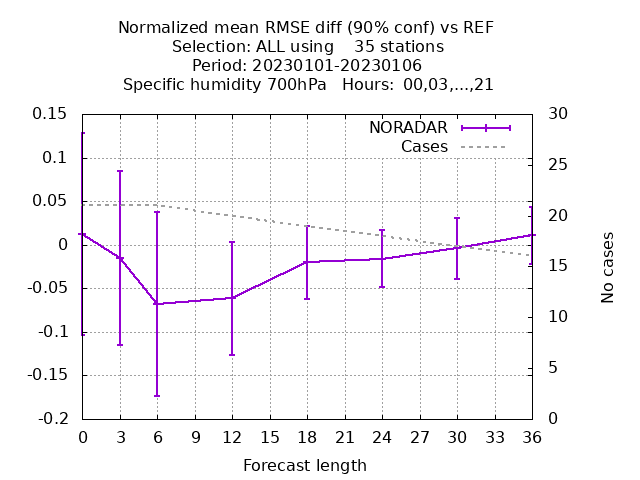 Normalized mean RMSE diff (90% conf) vs REF
Selection: ALL using    35 stations
Period: 20230101-20230106
Specific humidity 700hPa   Hours: 00,03,...,21
NORADAR
Cases
0.15
0.1
0.05
0
-0.05
-0.1
-0.15
-0.2
30
25
20
15
10
5
0
No cases
0 3 6 9 12 15 18 21 24 27 30 33 36
Forecast length